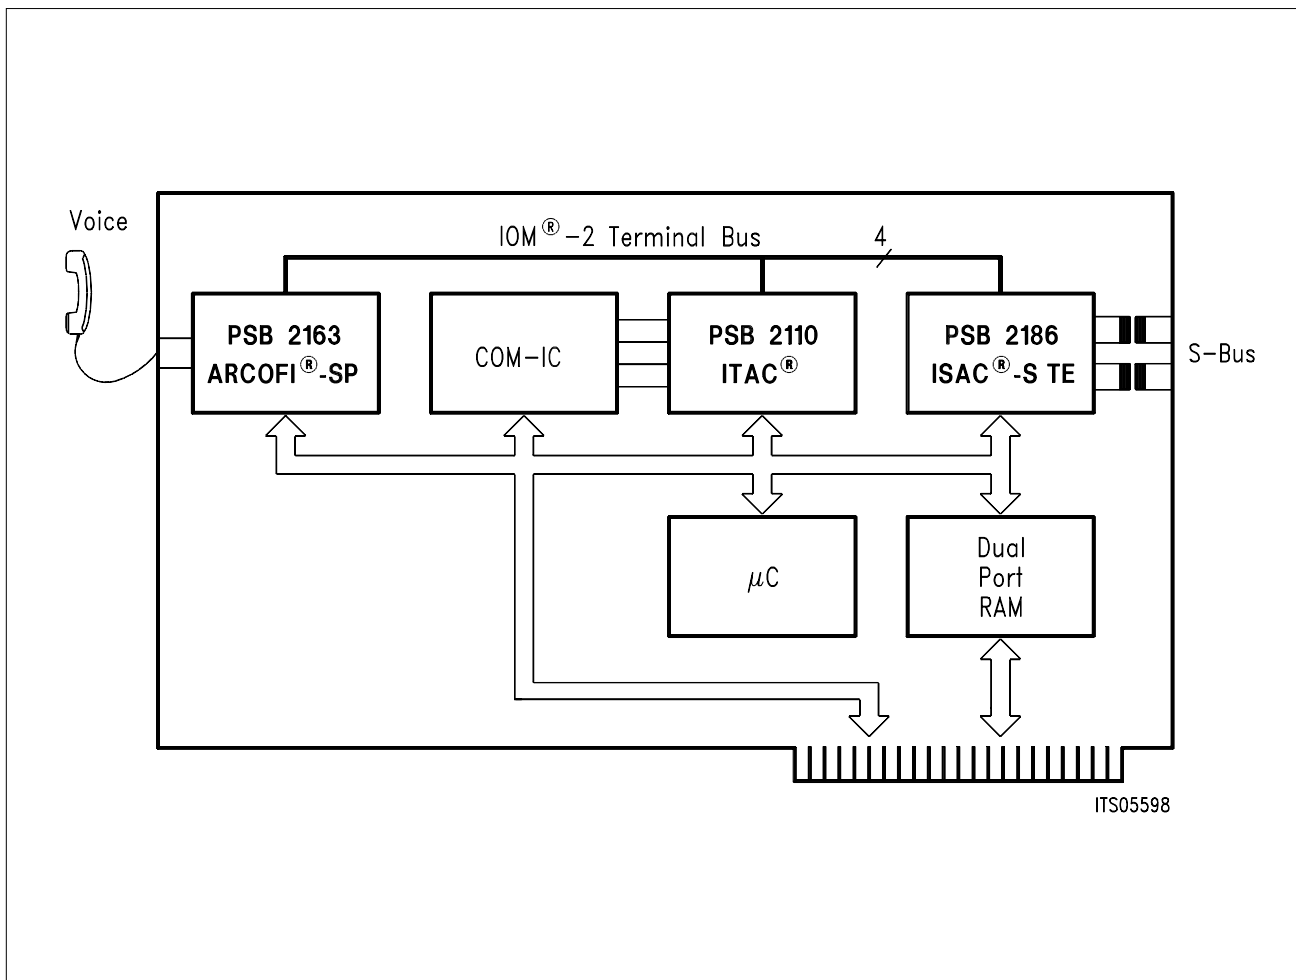 Voice
IOM®-2 Terminal Bus
4
PSB 2163
ARCOFI®-SP
COM-IC
PSB 2110
ITAC®
PSB 2186
ISAC®-S TE
S-Bus
μC
Dual
Port
RAM
ITS05598